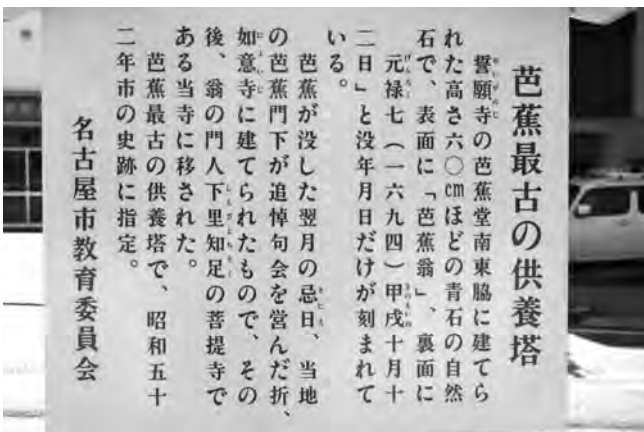 芭蕉最古の供養塔
誓願寺の芭蕉堂南東脇に建てら
れた高さ六〇cmほどの青石の自然
石で、表面に「芭蕉翁」、裏面に
元禄七(一六九四)甲戌十月十
二日」と没年月日だけが刻まれて
いる。
芭蕉が没した翌月の忌日、当地
の芭蕉門下が追悼句会を営んだ折、
如意寺に建てられたもので、その
後、翁の門人下里知足の菩提寺で
ある当寺に移された。
芭蕉最古の供養塔で、昭和五十
二年市の史跡に指定。
名古屋市教育委員会